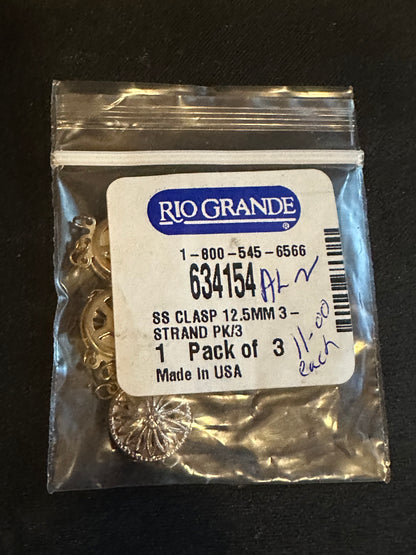 RIO GRANDE®
1-800-545-6566
634154 AL2
SS CLASP 12.5MM 3-
STRAND PK/3
1 Pack of 3 11-00
Made In USA each